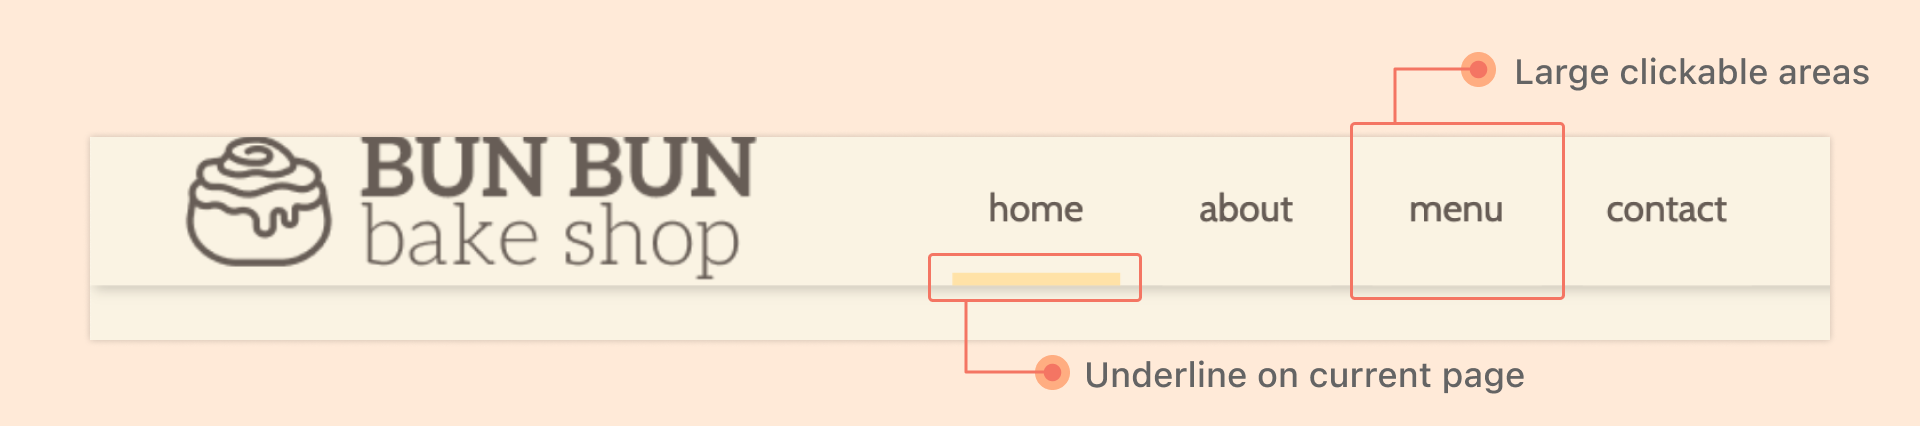 Large clickable areas
BUN BUN
bake shop
home about menu contact
Underline on current page